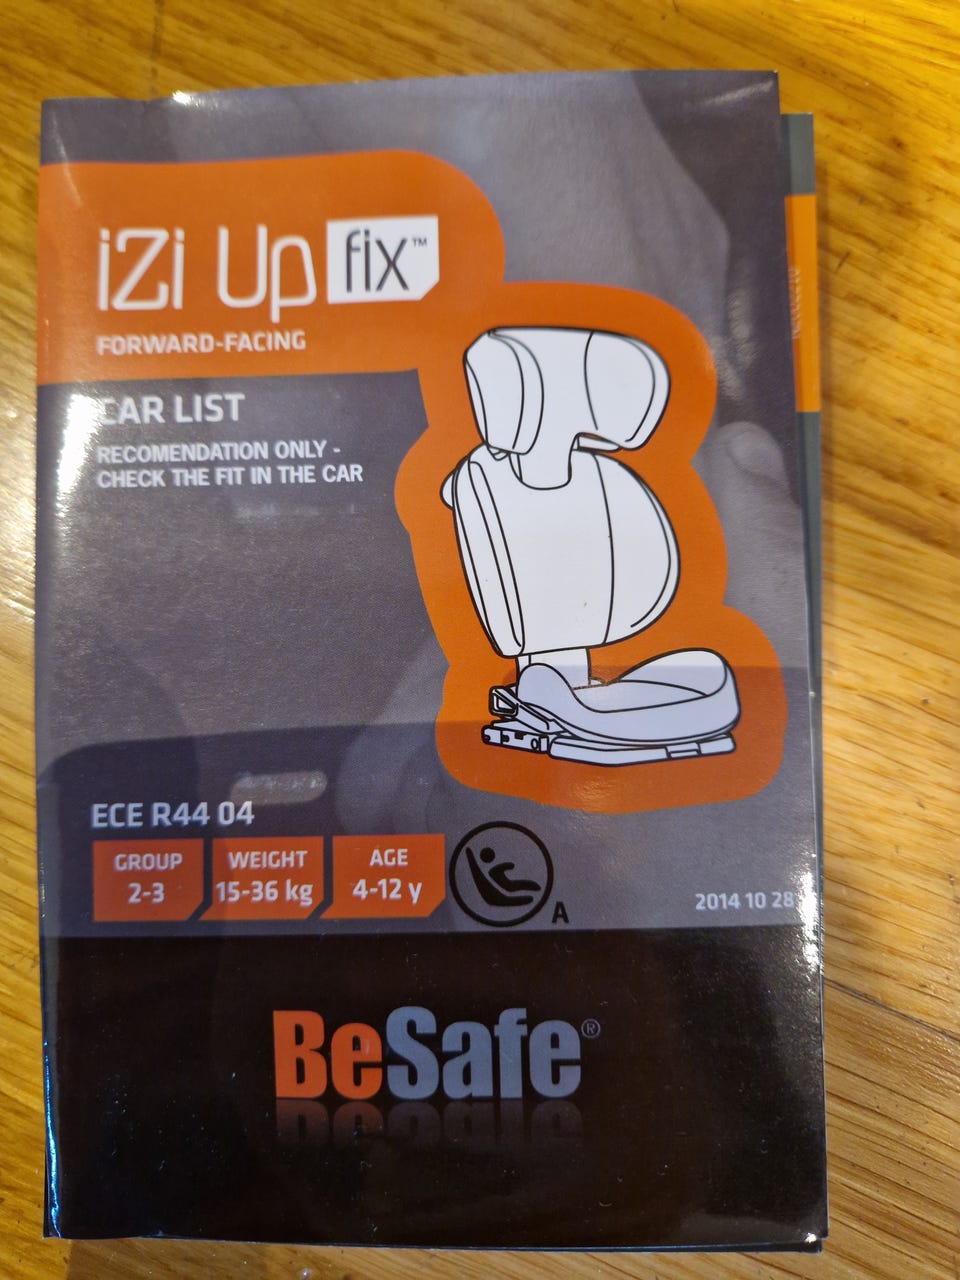 iZi Up fix™
FORWARD-FACING
CAR LIST
RECOMENDATION ONLY -
CHECK THE FIT IN THE CAR
ECE R44 04
GROUP
2-3
WEIGHT
15-36 kg
AGE
4-12 y
A
2014 10 28
BeSafe®